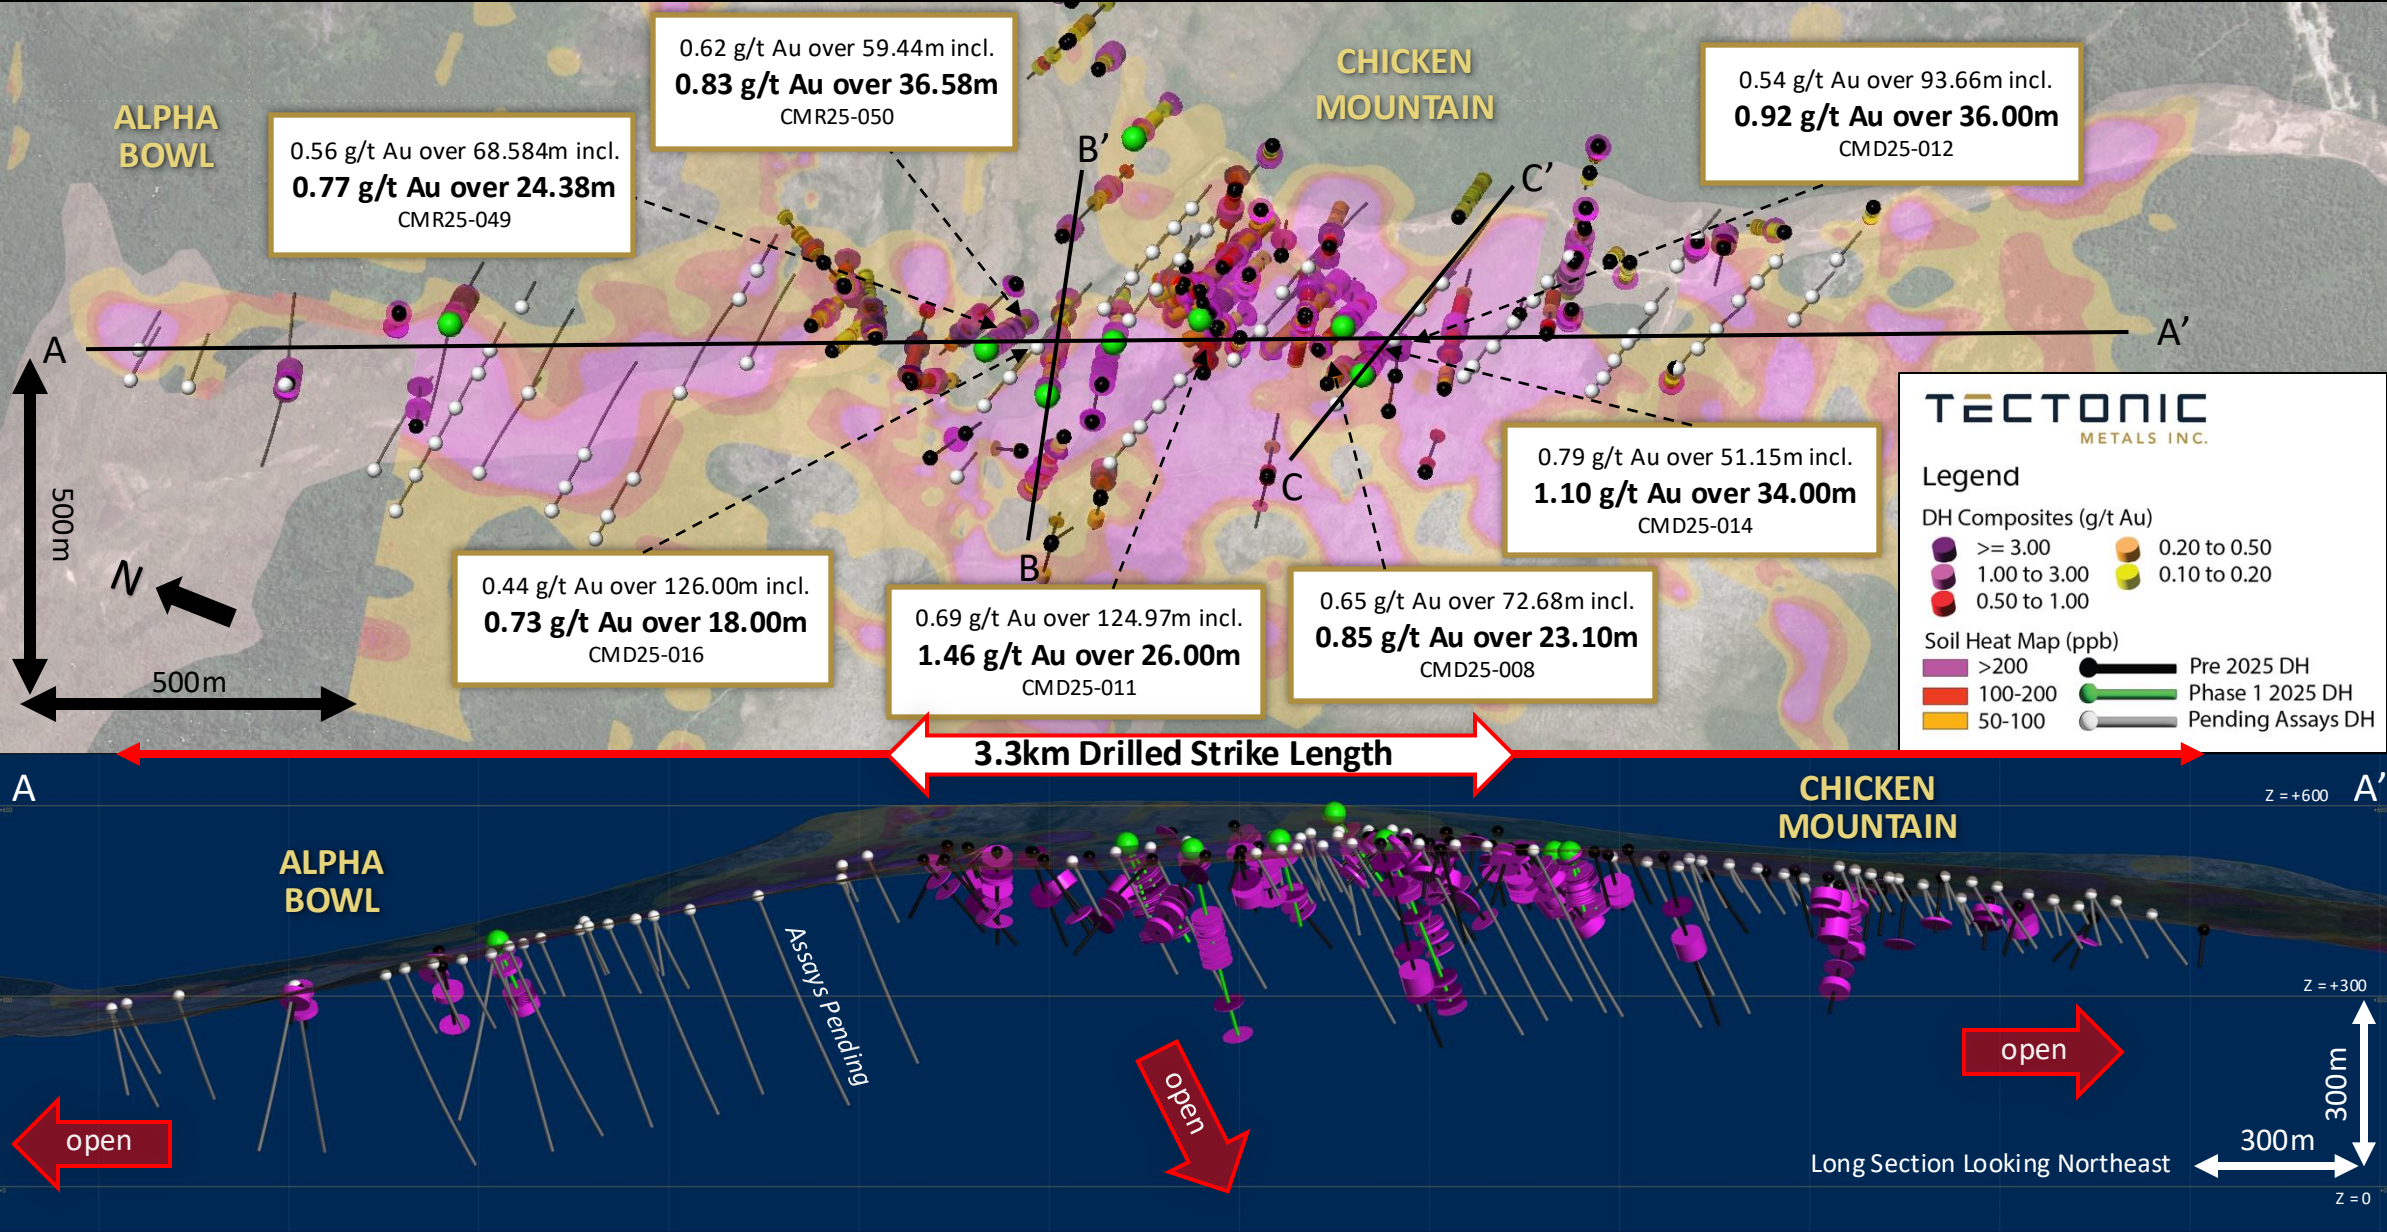 ALPHA
BOWL
0.56 g/t Au over 68.584m incl.
0.77 g/t Au over 24.38m
CMR25-049
0.62 g/t Au over 59.44m incl.
0.83 g/t Au over 36.58m
CMR25-050
CHICKEN
MOUNTAIN
0.54 g/t Au over 93.66m incl.
0.92 g/t Au over 36.00m
CMD25-012
B’
C’
A
A’
500m
N
500m
C
B
0.44 g/t Au over 126.00m incl.
0.73 g/t Au over 18.00m
CMD25-016
0.69 g/t Au over 124.97m incl.
1.46 g/t Au over 26.00m
CMD25-011
0.65 g/t Au over 72.68m incl.
0.85 g/t Au over 23.10m
CMD25-008
0.79 g/t Au over 51.15m incl.
1.10 g/t Au over 34.00m
CMD25-014
TECTONIC
METALS INC.
Legend
DH Composites (g/t Au)
>= 3.00
1.00 to 3.00
0.50 to 1.00
0.20 to 0.50
0.10 to 0.20
Soil Heat Map (ppb)
>200
100-200
50-100
Pre 2025 DH
Phase 1 2025 DH
Pending Assays DH
3.3km Drilled Strike Length
A
A’
CHICKEN
MOUNTAIN
Z = +600
ALPHA
BOWL
Assays Pending
Z = +300
open
open
open
300m
300m
Long Section Looking Northeast
Z = 0